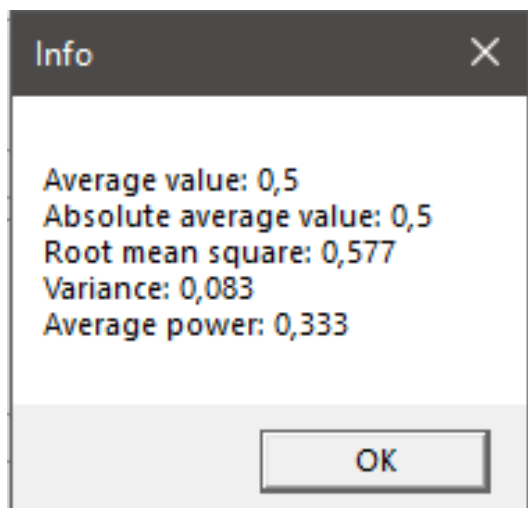 Info
Average value: 0,5
Absolute average value: 0,5
Root mean square: 0,577
Variance: 0,083
Average power: 0,333
OK